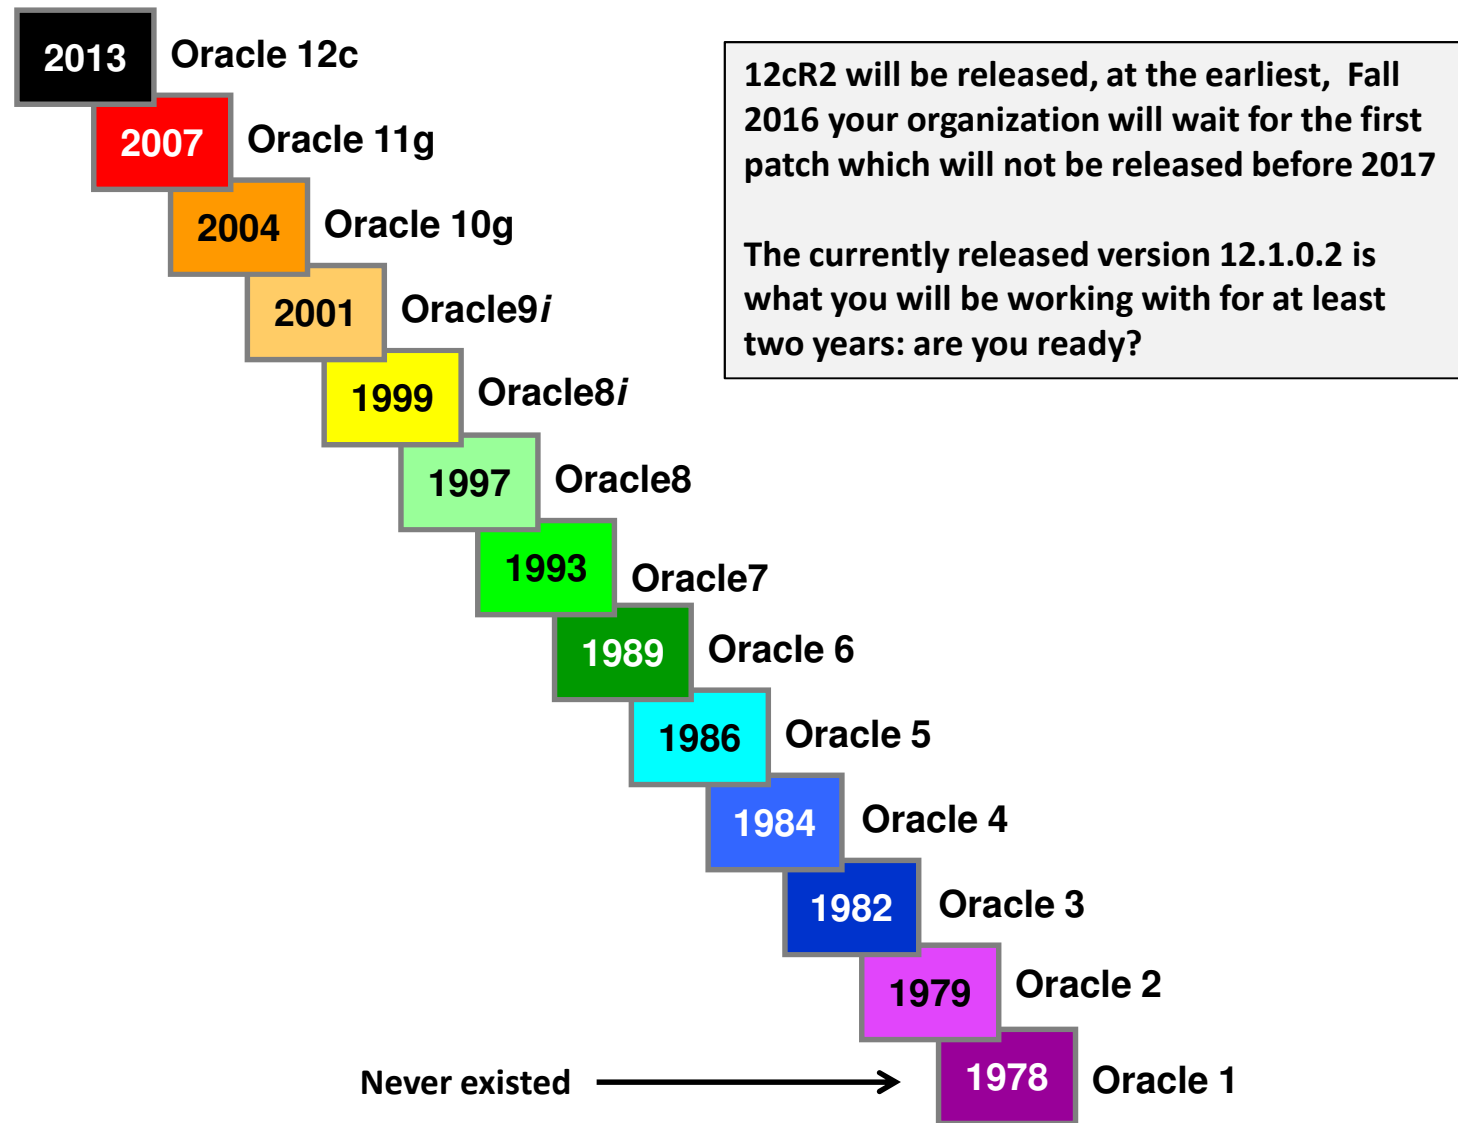 2013 Oracle 12c
12cR2 will be released, at the earliest, Fall
2016 your organization will wait for the first
patch which will not be released before 2017
The currently released version 12.1.0.2 is
what you will be working with for at least
two years: are you ready?
2007 Oracle 11g
2004 Oracle 10g
2001 Oracle9i
1999 Oracle8i
1997 Oracle8
1993 Oracle7
1989 Oracle 6
1986 Oracle 5
1984 Oracle 4
1982 Oracle 3
1979 Oracle 2
Never existed 1978 Oracle 1